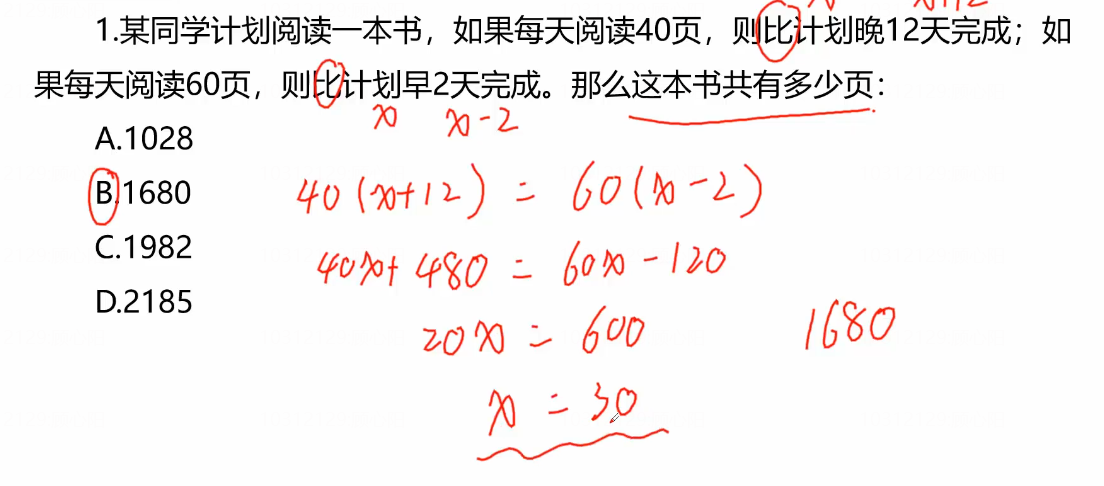 1.某同学计划阅读一本书，如果每天阅读40页，则比计划晚12天完成；如
果每天阅读60页，则比计划早2天完成。那么这本书共有多少页：
x x-2
A.1028
B.1680
40(x+12) = 60(x-2)
C.1982
40x+480 = 60x-120
D.2185
20x = 600
1680
x = 30